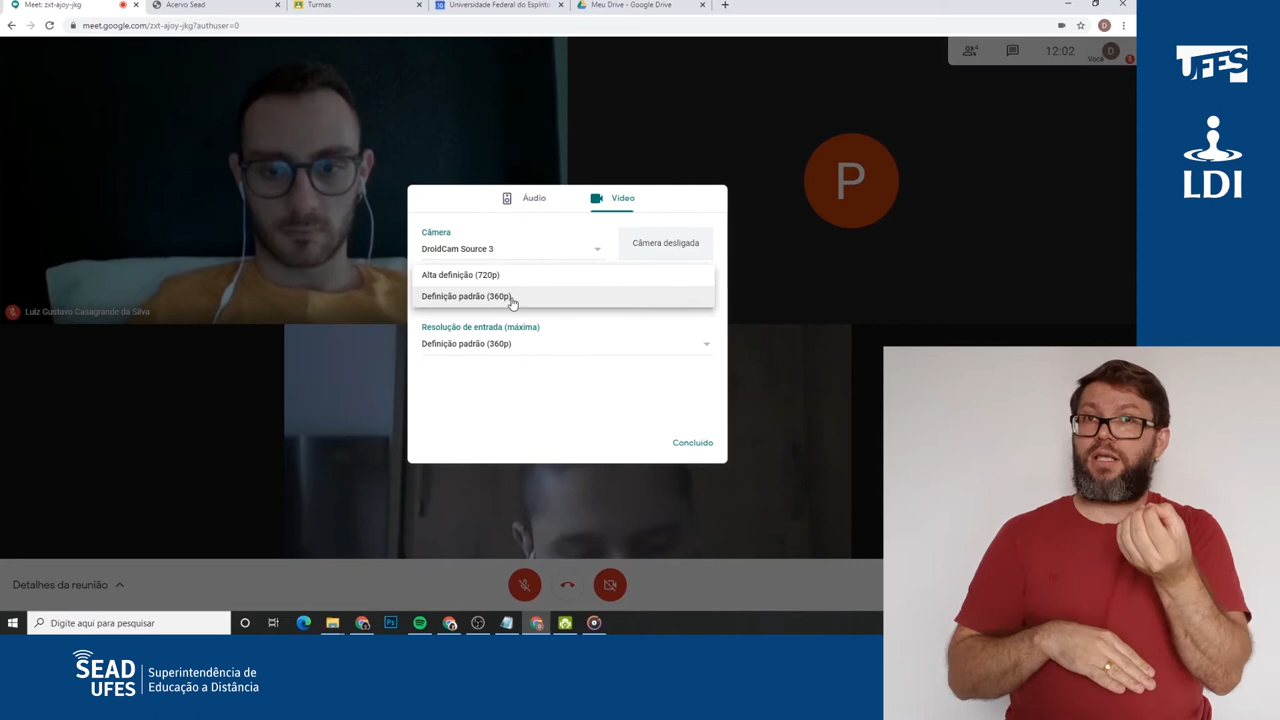 Meet: zxt-ajoy-jkg
Acervo Sead
Turmas
Universidade Federal do Espírito
Meu Drive - Google Drive
meet.google.com/zxt-ajoy-jkg?authuser=0
D
12:02
D
Você
UFES
LDI
P
Áudio
Vídeo
Câmera
DroidCam Source 3
Câmera desligada
Alta definição (720p)
Definição padrão (360p)
Resolução de entrada (máxima)
Definição padrão (360p)
Concluído
Luiz Gustavo Casagrande da Silva
Detalhes da reunião
Digite aqui para pesquisar
Ps
SEAD
UFES
Superintendência de
Educação a Distância